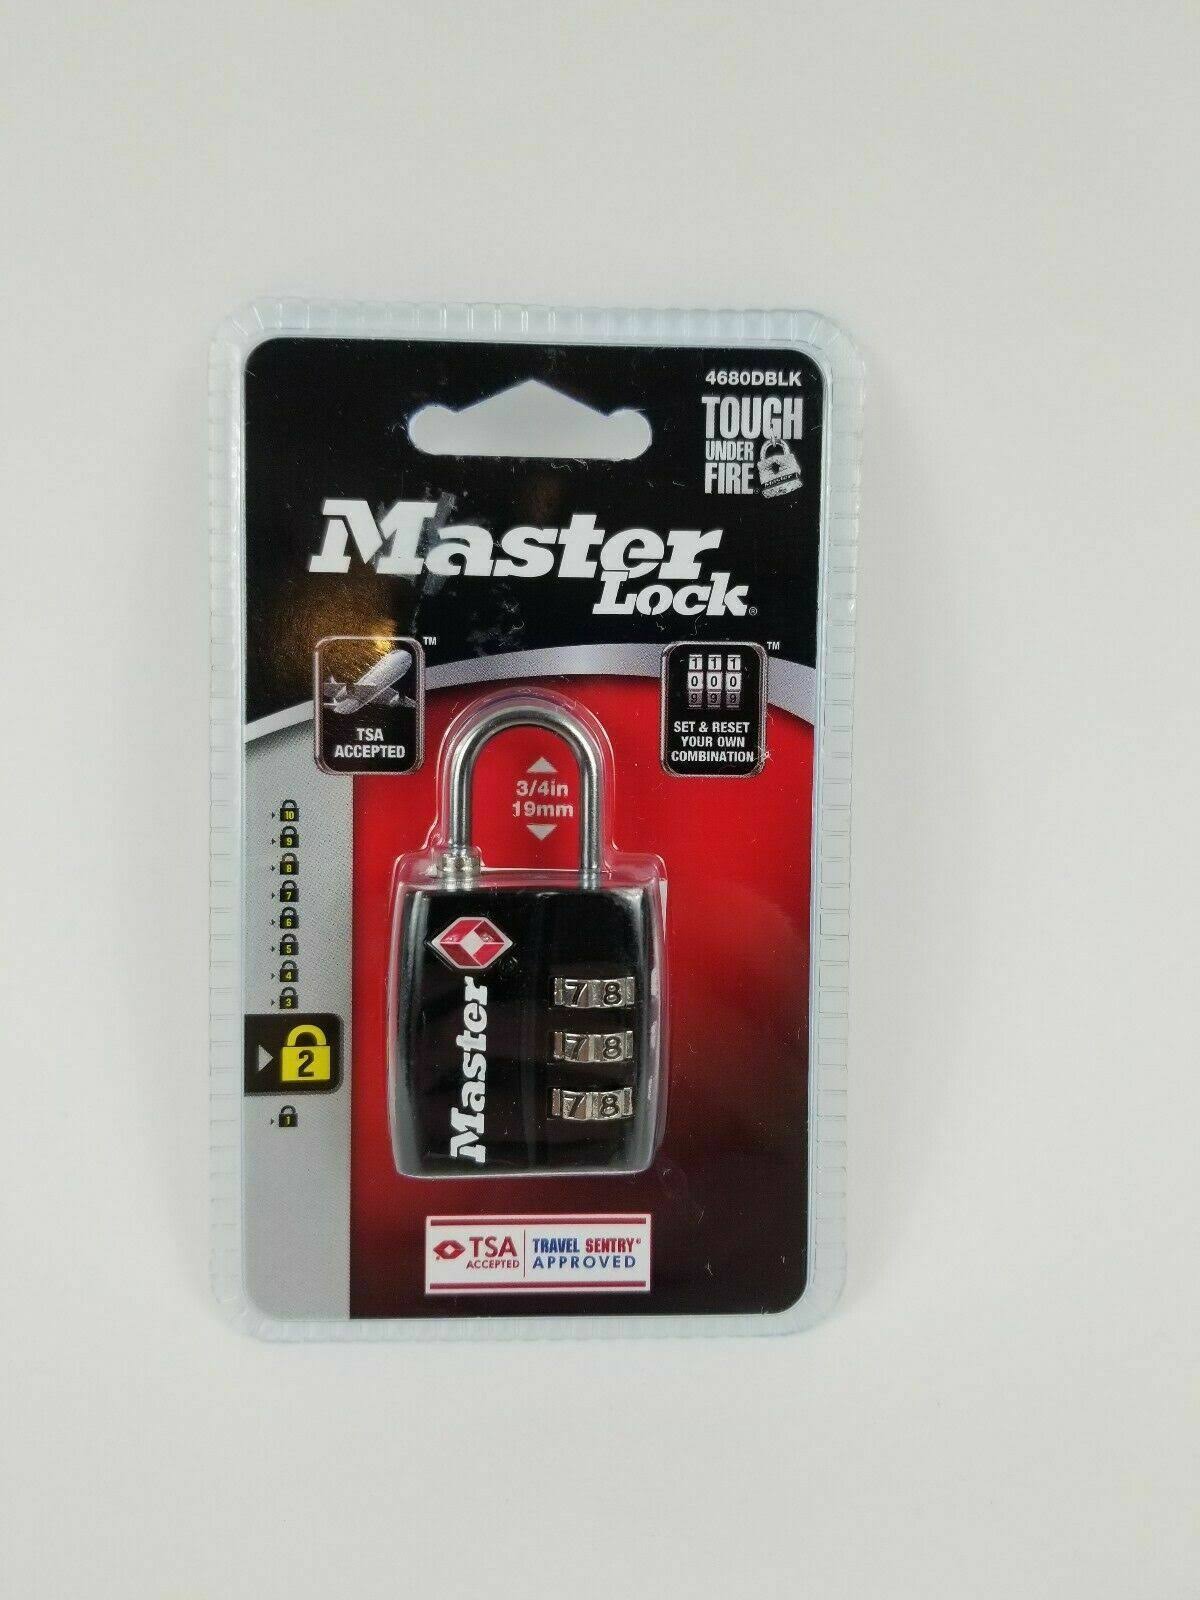 4680DBLK
TOUGH
UNDER
FIRE
Master
Lock®
™
™
TSA
ACCEPTED
1 1 1
0 0 0
9 9 9
SET & RESET
YOUR OWN
COMBINATION
3/4in
19mm
10
9
8
7
6
5
4
3
2
1
Master
7 8
7 8
7 8
TSA
ACCEPTED
TRAVEL SENTRY®
APPROVED